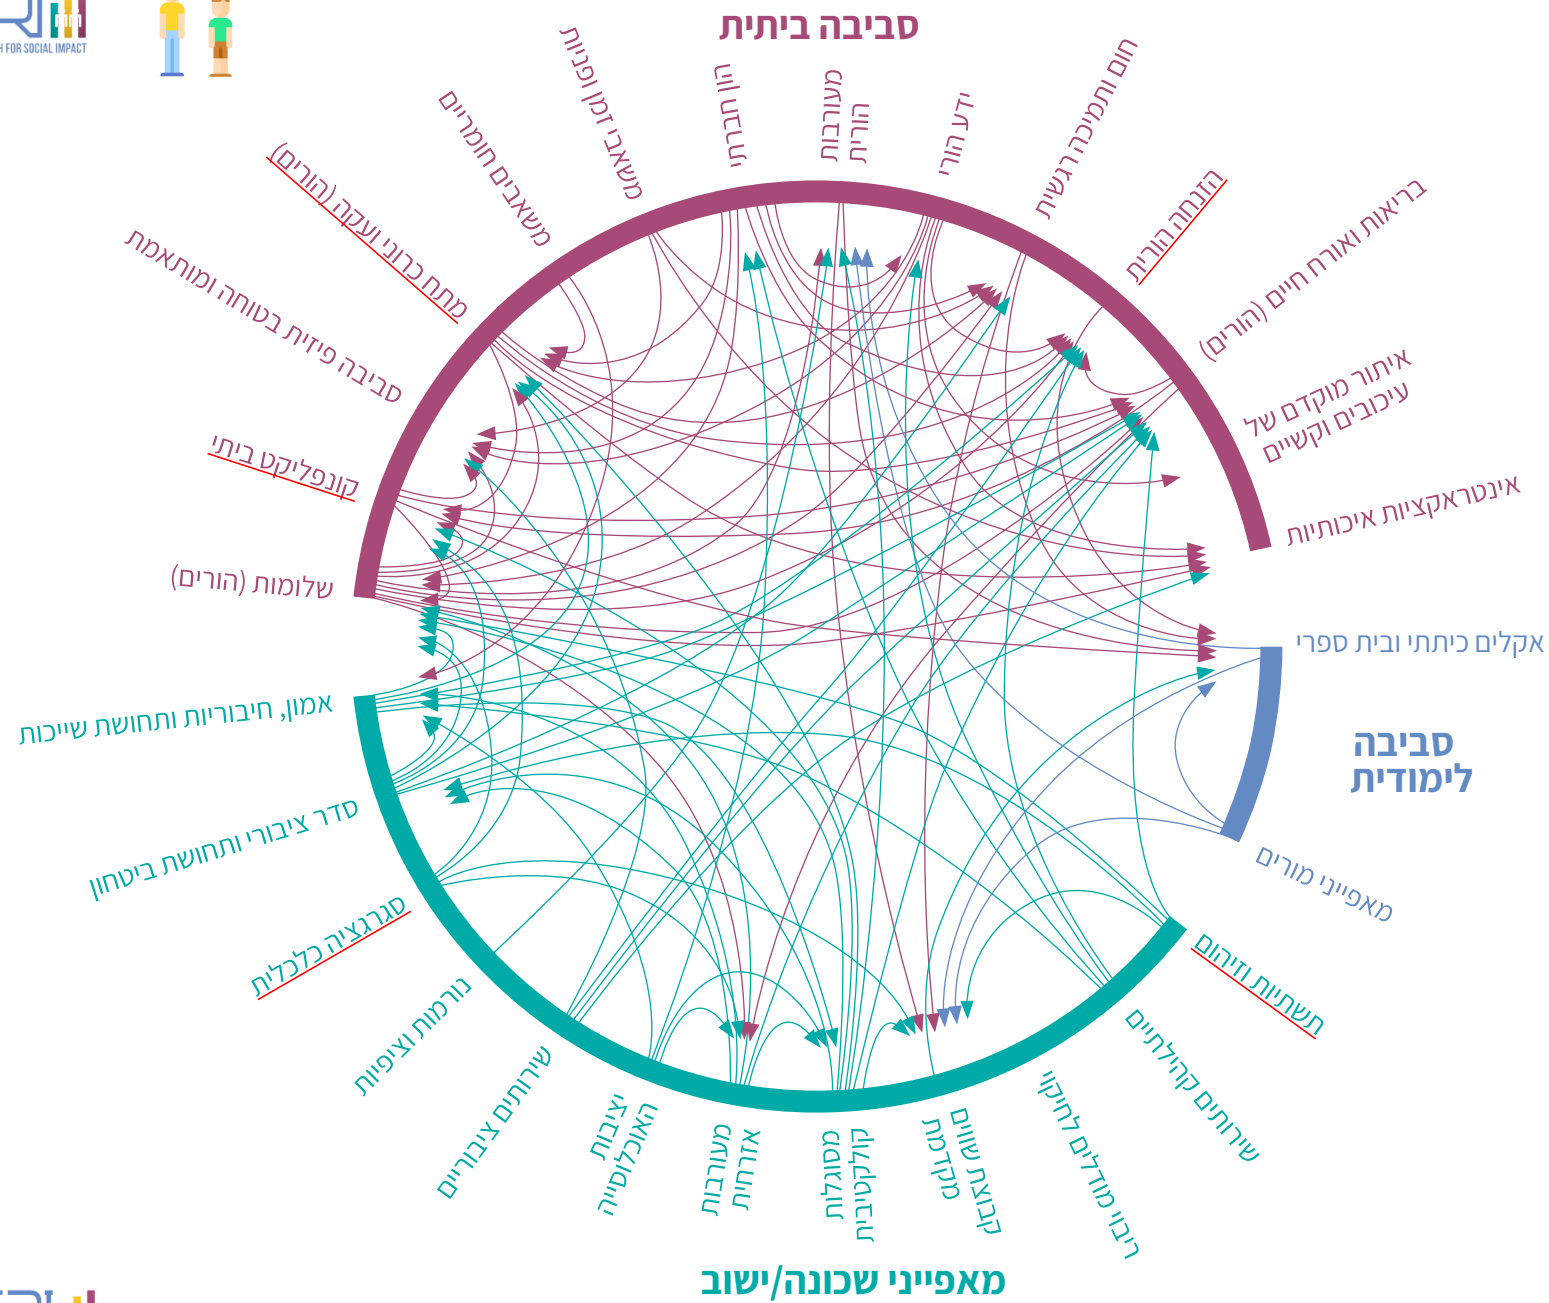 H FOR SOCIAL IMPACT
סביבה ביתית
משאבי זמן ופניות
הון חברתי
מעורבות
הורית
ידע הורי
חום ותמיכה רגשית
הזנחה הורית
בריאות ואורח חיים (הורים)
איתור מוקדם של
עיכובים וקשיים
אינטראקציות איכותיות
משאבים חומריים
מתח כרוני ועקה (הורים)
סביבה פיזית בטוחה ומותאמת
קונפליקט ביתי
שלומות (הורים)
אקלים כיתתי ובית ספרי
סביבה
לימודית
מאפייני מורים
אמון, חיבוריות ותחושת שייכות
סדר ציבורי ותחושת ביטחון
סגרגציה כלכלית
נורמות וציפיות
שירותים ציבוריים
יציבות
האוכלוסייה
מעורבות
אזרחית
מסוגלות
קולקטיבית
קבוצת שווים
מקדמת
ריבוי מודלים לחיקוי
שירותים קהילתיים
תשתיות וזיהום
מאפייני שכונה/ישוב